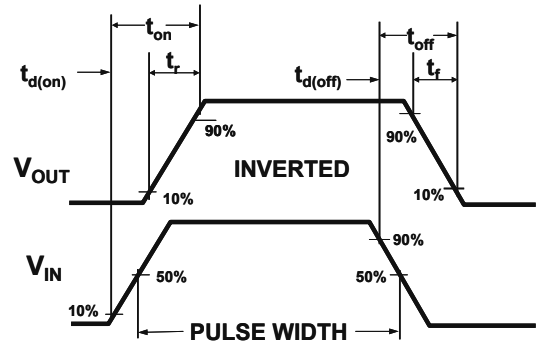 t_on t_off
t_d(on) t_r t_d(off) t_f
90% 90%
V_OUT INVERTED
10% 10%
90%
V_IN 50% 50%
10%
PULSE WIDTH